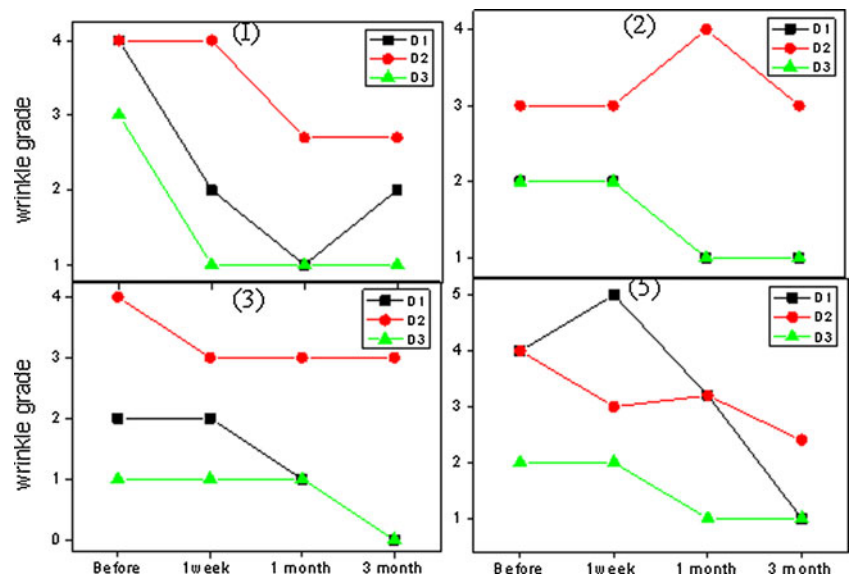 (1)
wrinkle grade
4
3
2
1
D1
D2
D3
(2)
4
3
2
1
D1
D2
D3
(3)
wrinkle grade
4
3
2
1
0
D1
D2
D3
Before 1week 1 month 3 month
(5)
5
4
3
2
1
D1
D2
D3
Before 1week 1 month 3 month